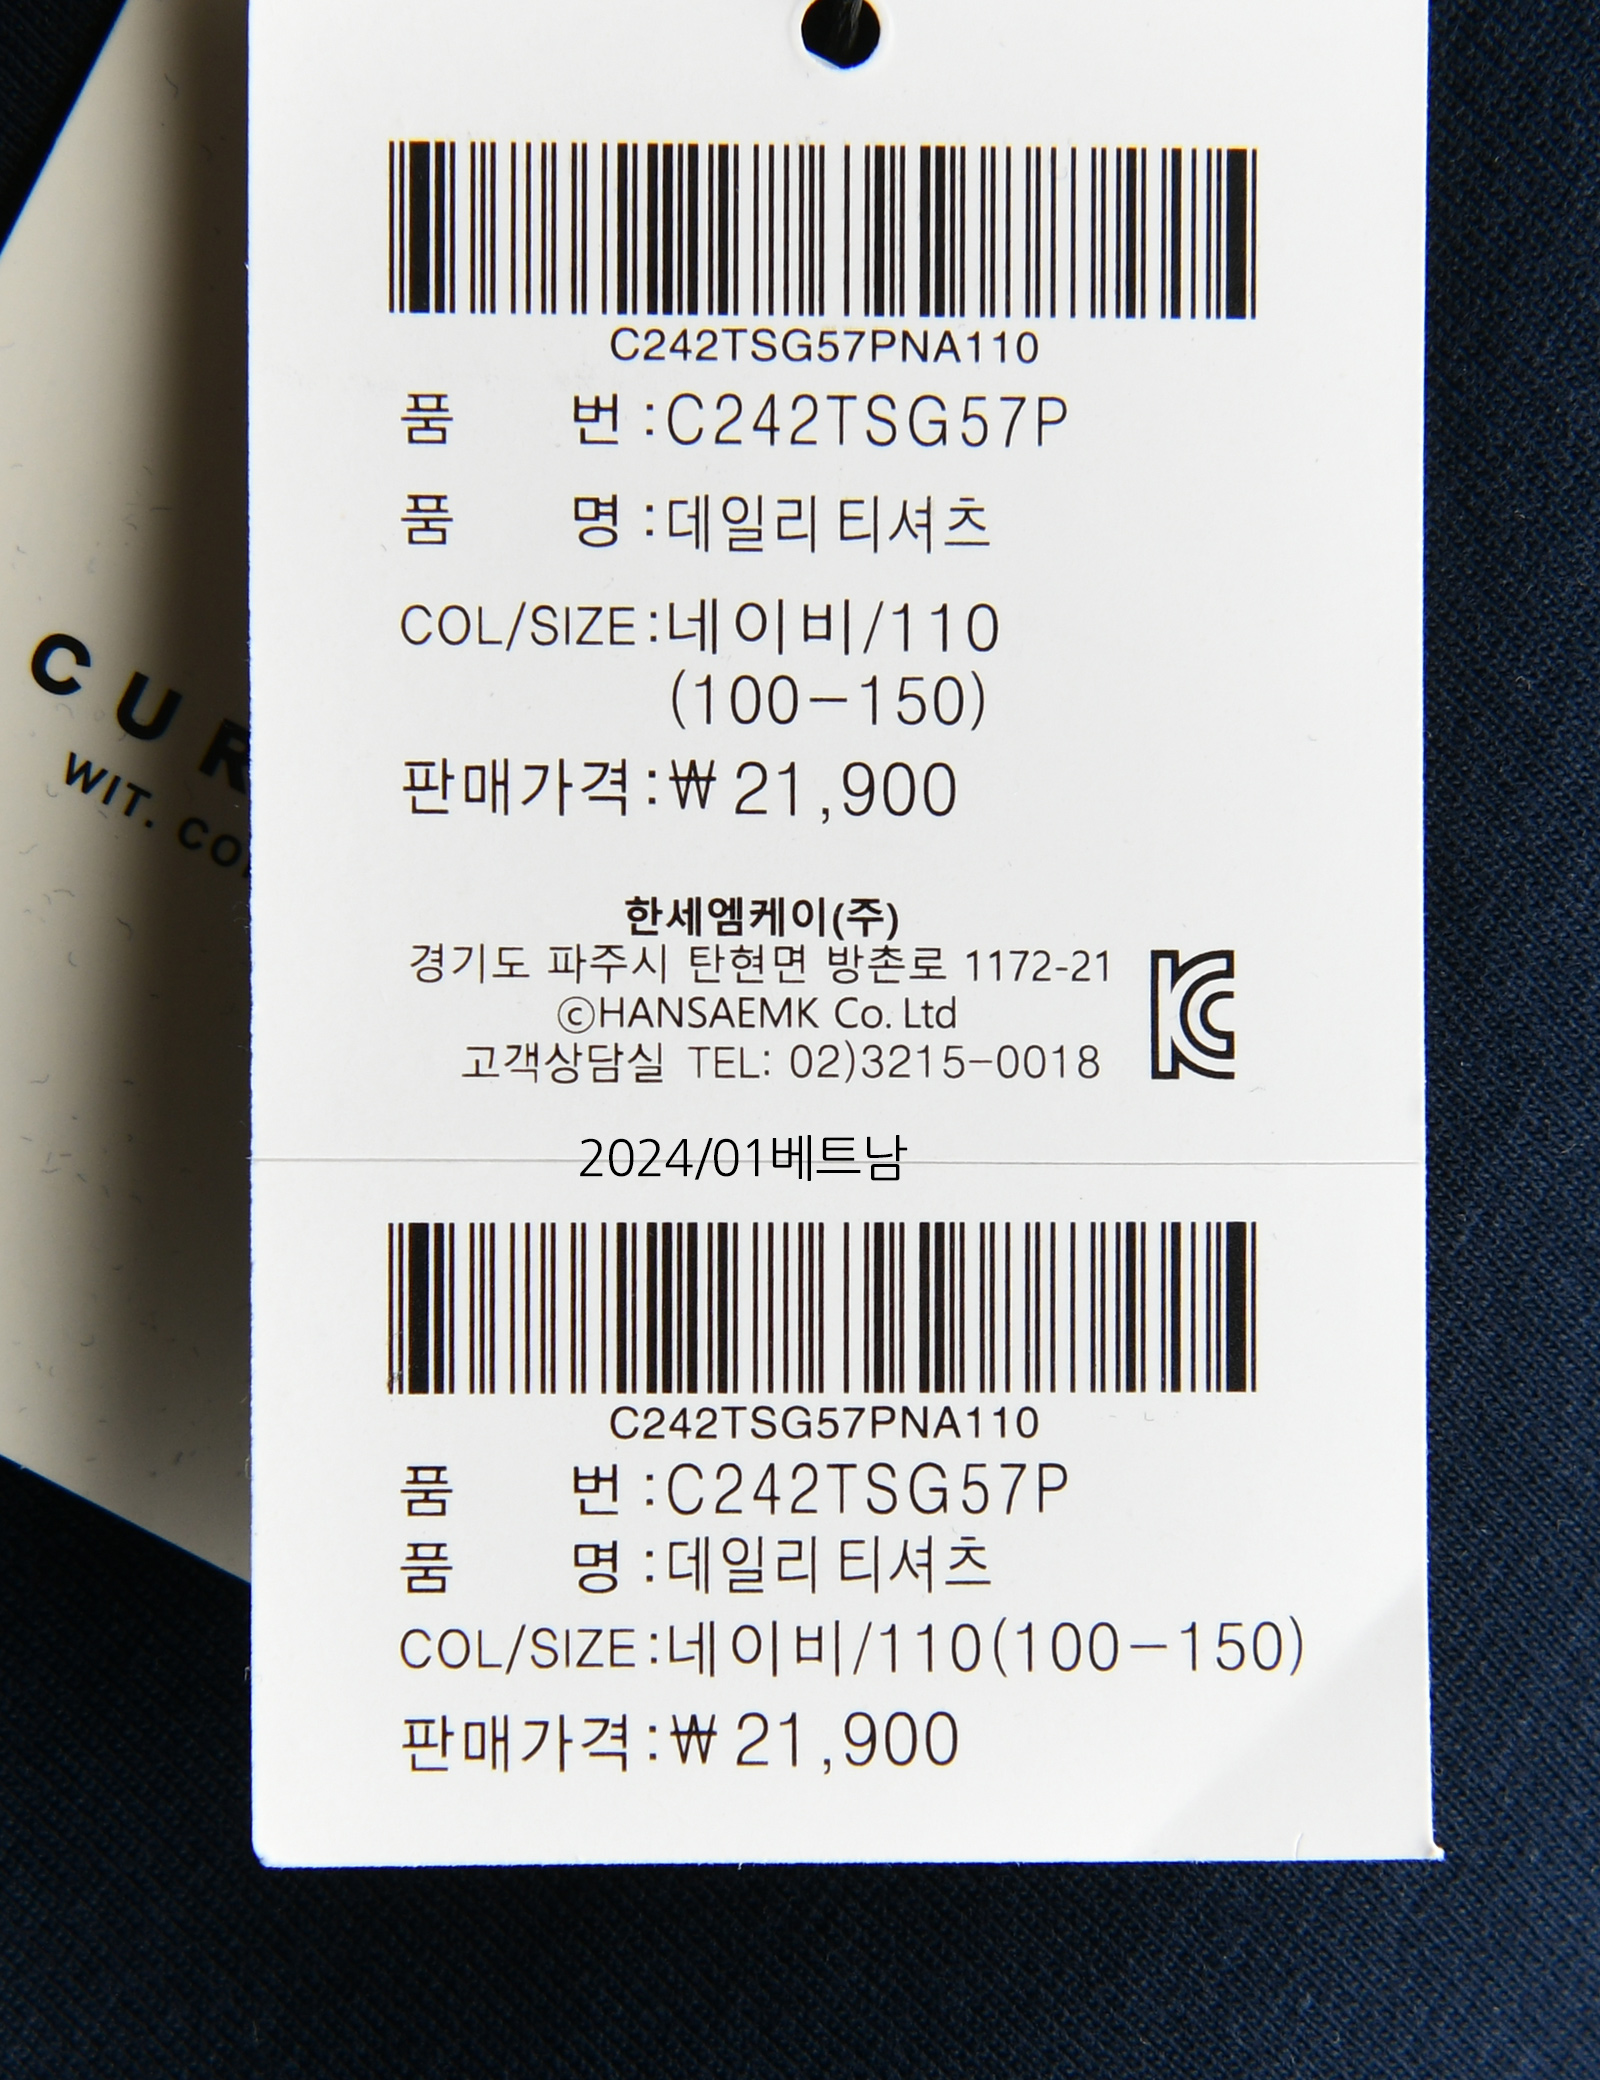 C242TSG57PNA110
품 번 :C242TSG57P
품 명 :데일리 티셔츠
COL/SIZE:네이비/110
(100-150)
판매가격:₩21,900
한세엠케이(주)
경기도 파주시 탄현면 방촌로 1172-21
ⓒHANSAEMK Co. Ltd
고객상담실 TEL: 02)3215-0018
2024/01베트남
C242TSG57PNA110
품 번 :C242TSG57P
품 명 :데일리 티셔츠
COL/SIZE:네이비/110(100-150)
판매가격:₩21,900
WIT.